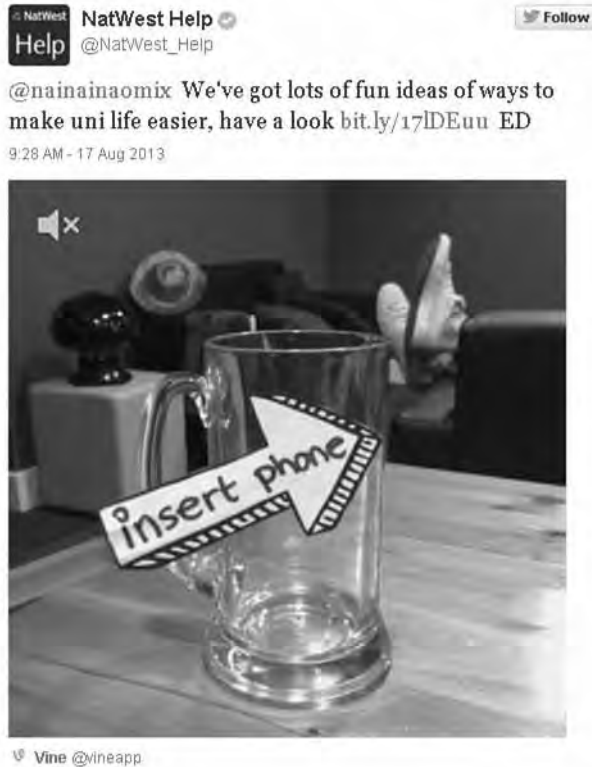 NatWest
Help
NatWest Help
@NatWest_Help
Follow
@nainainaomix We've got lots of fun ideas of ways to
make uni life easier, have a look bit.ly/17lDEuu ED
9:28 AM - 17 Aug 2013
insert phone
Vine @vineapp